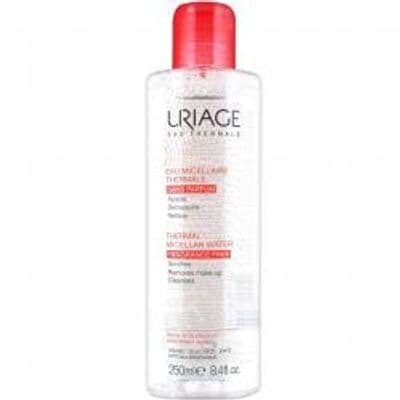 URIAGE
EAU THERMALE
EAU MICELLAIRE
THERMALE
SANS PARFUM
Apaise
Démaquille
Nettoie
THERMAL
MICELLAR WATER
FRAGRANCE FREE
Soothes
Removes make-up
Cleanses
250ml℮ 8.4fl.oz.